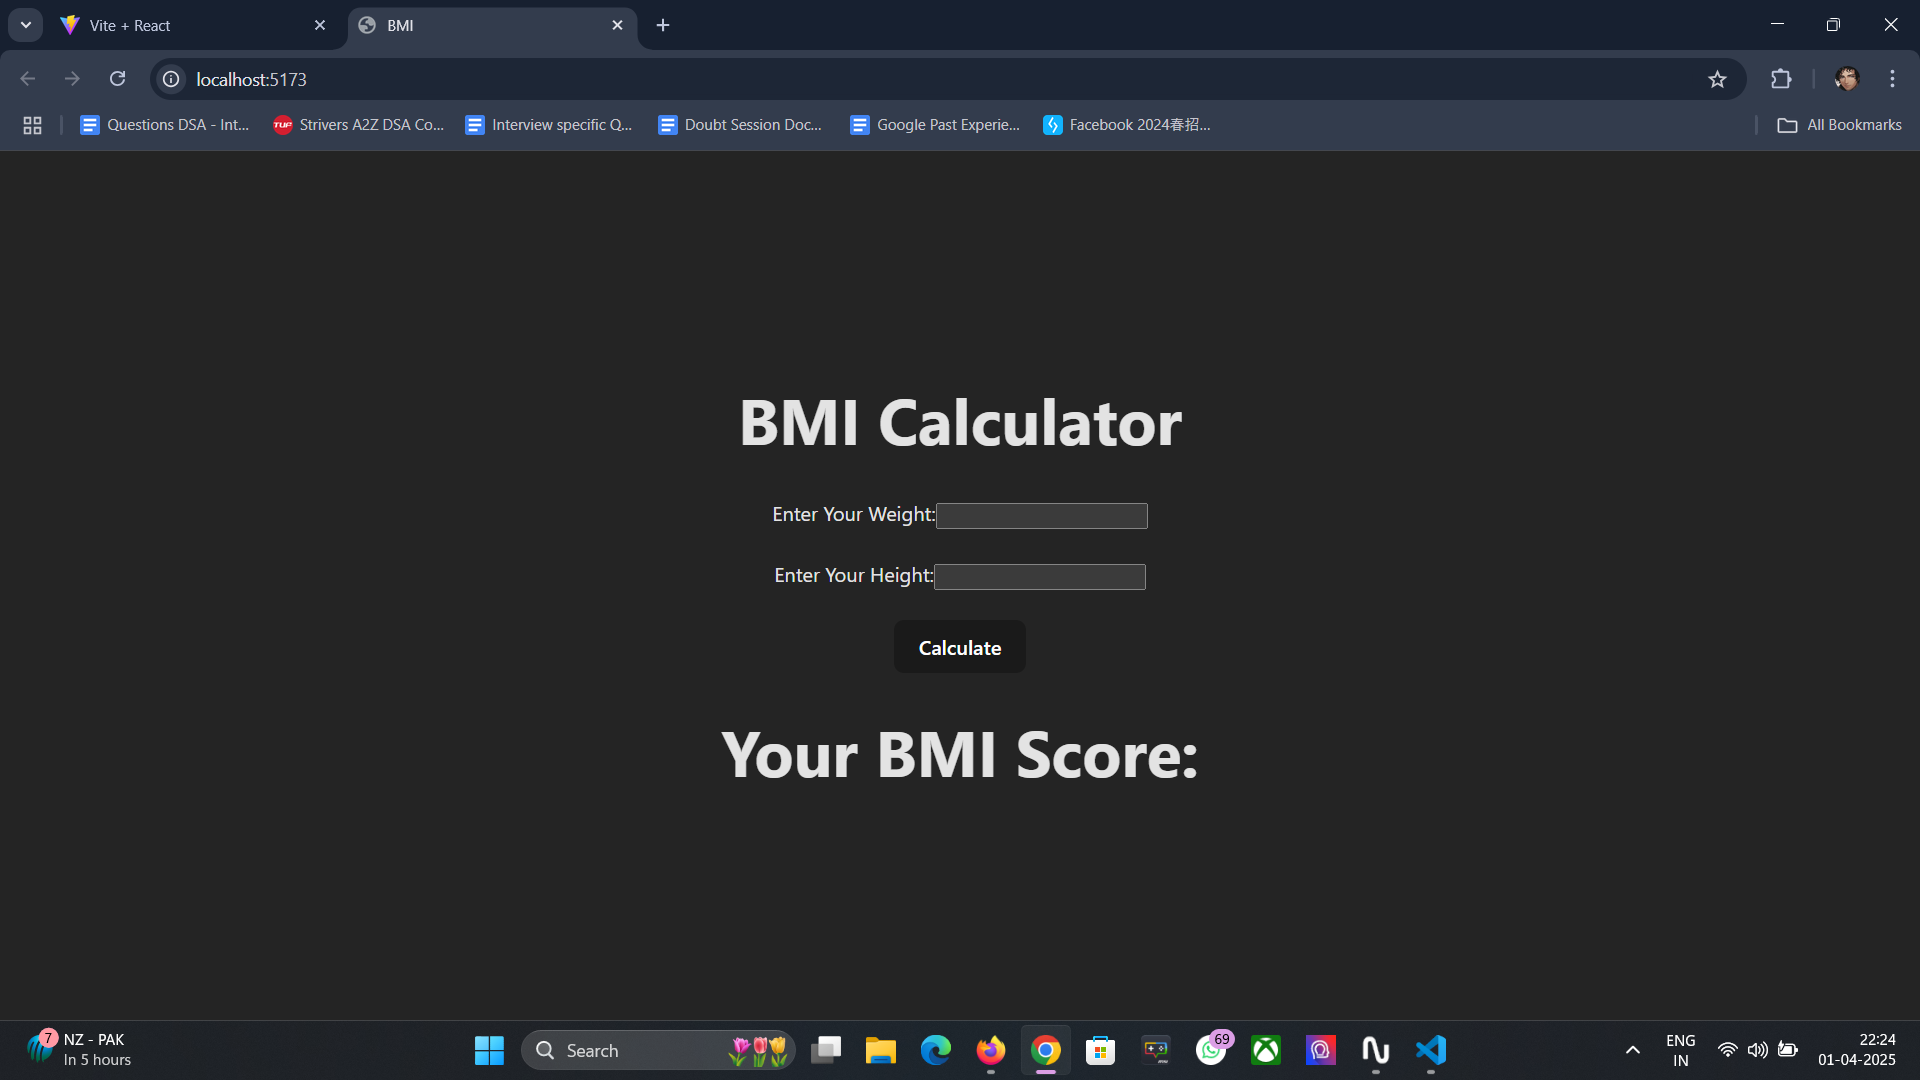 Vite + React
BMI
localhost:5173
Questions DSA - Int...
TUF
Strivers A2Z DSA Co...
Interview specific Q...
Doubt Session Doc...
Google Past Experie...
Facebook 2024春招...
All Bookmarks
BMI Calculator
Enter Your Weight:
Enter Your Height:
Calculate
Your BMI Score:
7
NZ - PAK
In 5 hours
Search
69
ENG
IN
22:24
01-04-2025